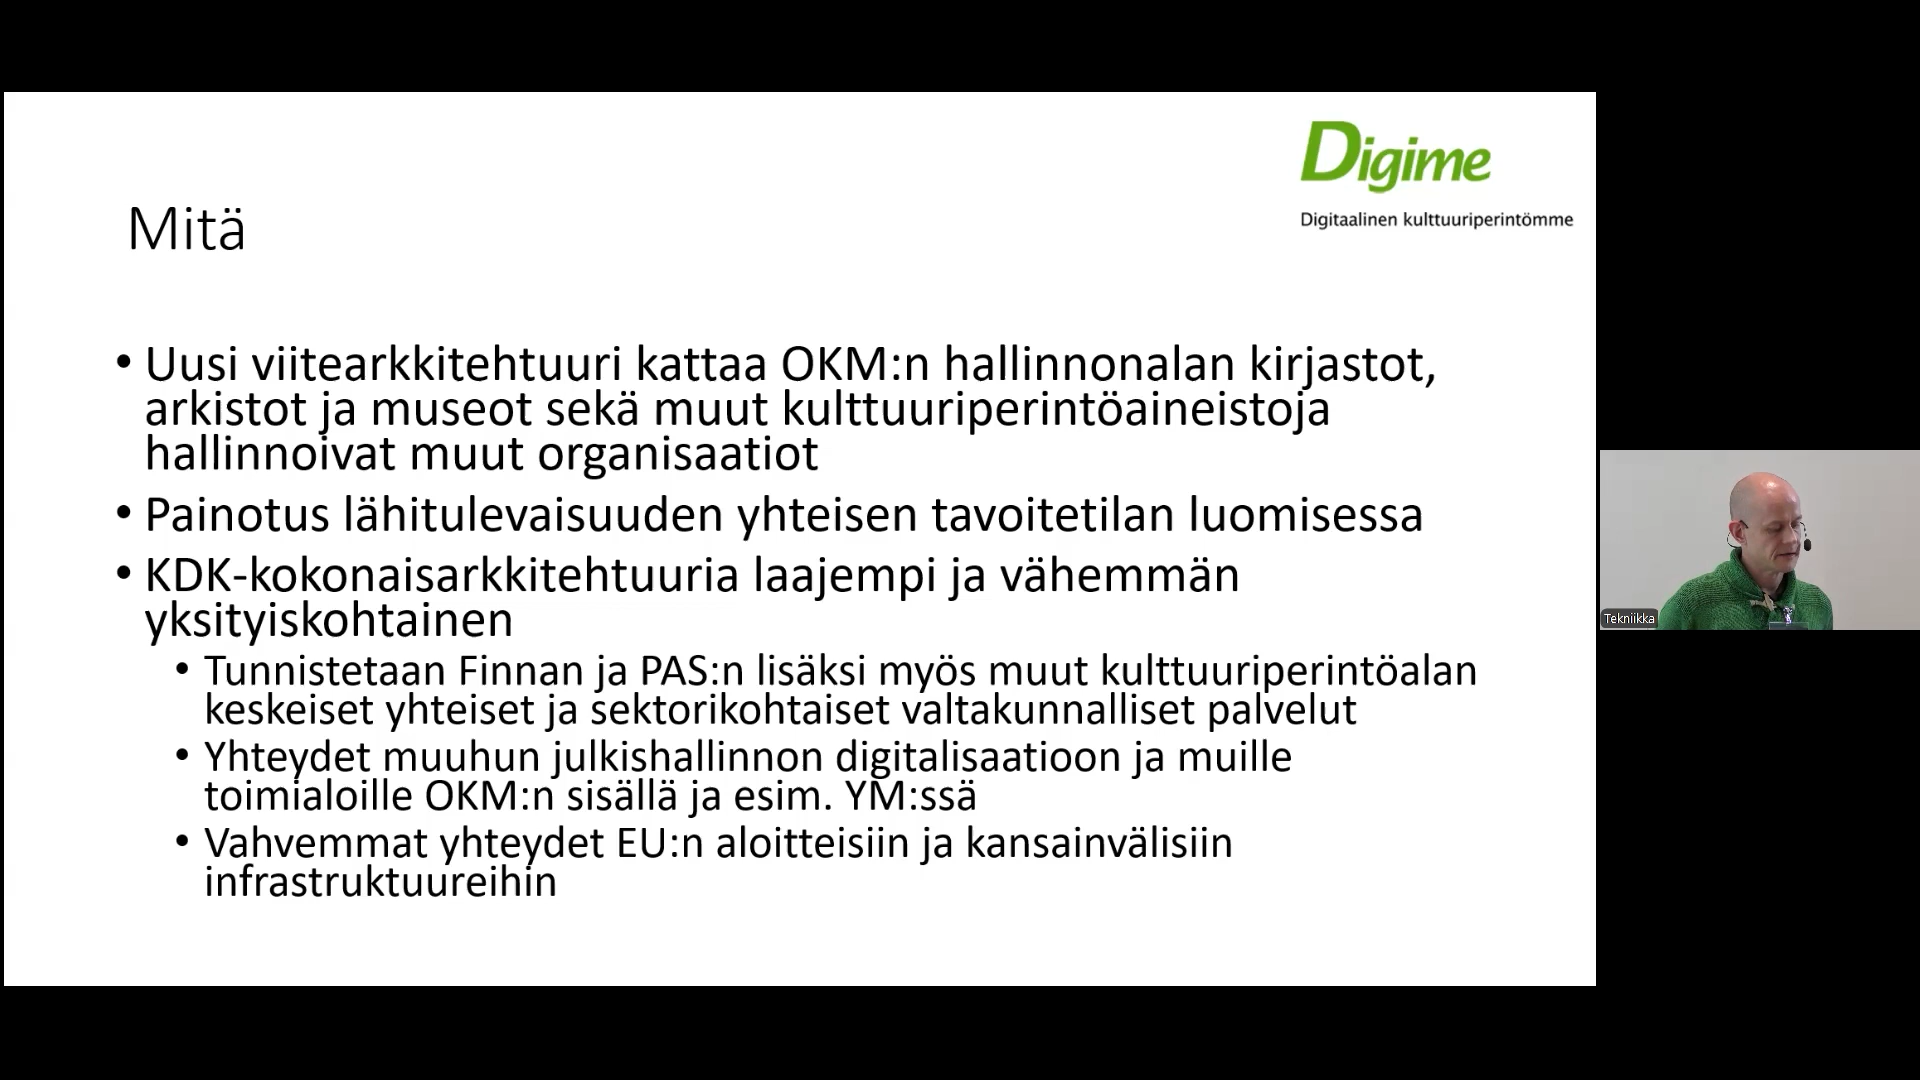 Digime
Digitaalinen kulttuuriperintömme
Mitä
• Uusi viitearkkitehtuuri kattaa OKM:n hallinnonalan kirjastot,
arkistot ja museot sekä muut kulttuuriperintöaineistoja
hallinnoivat muut organisaatiot
• Painotus lähitulevaisuuden yhteisen tavoitetilan luomisessa
• KDK-kokonaisarkkitehtuuria laajempi ja vähemmän
yksityiskohtainen
• Tunnistetaan Finnan ja PAS:n lisäksi myös muut kulttuuriperintöalan
keskeiset yhteiset ja sektorikohtaiset valtakunnalliset palvelut
• Yhteydet muuhun julkishallinnon digitalisaatioon ja muille
toimialoille OKM:n sisällä ja esim. YM:ssä
• Vahvemmat yhteydet EU:n aloitteisiin ja kansainvälisiin
infrastruktuureihin
Tekniikka